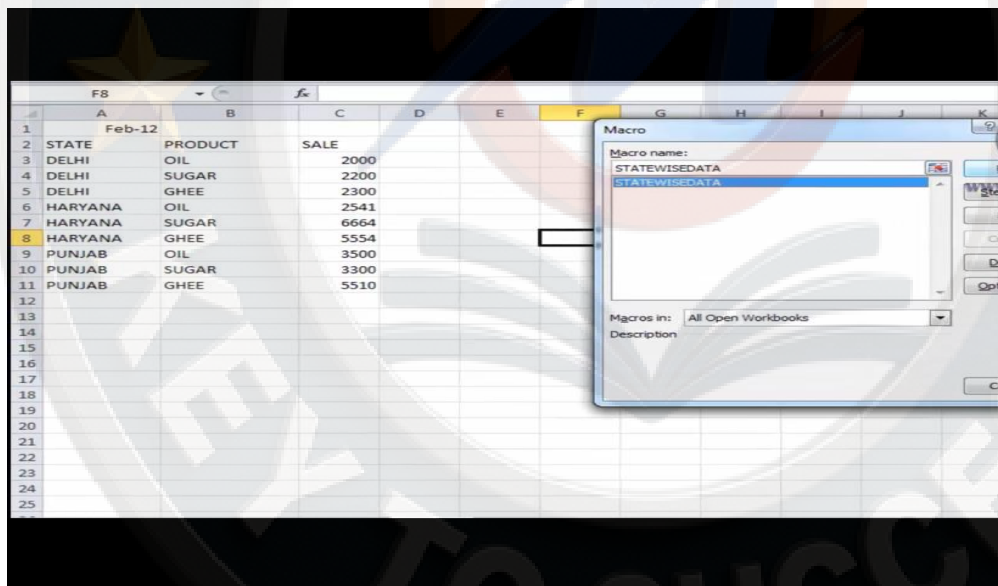 F8 fx
A B C D E F G H I J K
1 Feb-12
2 STATE PRODUCT SALE
3 DELHI OIL 2000
4 DELHI SUGAR 2200
5 DELHI GHEE 2300
6 HARYANA OIL 2541
7 HARYANA SUGAR 6664
8 HARYANA GHEE 5554
9 PUNJAB OIL 3500
10 PUNJAB SUGAR 3300
11 PUNJAB GHEE 5510
12
13
14
15
16
17
18
19
20
21
22
23
24
25
Macro
Macro name:
STATEWISEDATA
STATEWISEDATA
Macros in: All Open Workbooks
Description
KEY TO SUCCE